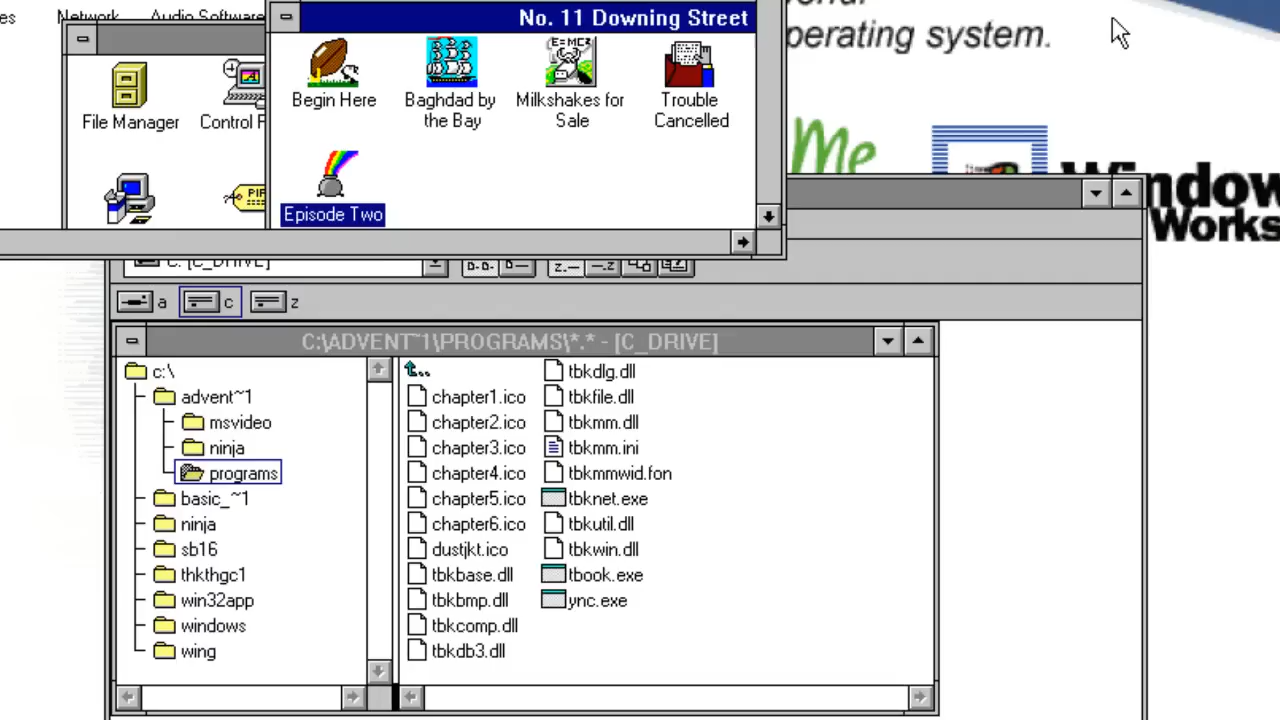 Network
Audio Software
perating system.
No. 11 Downing Street
Begin Here
Baghdad by
the Bay
Milkshakes for
Sale
Trouble
Cancelled
File Manager
Control
Episode Two
Me
Window
Works
C: [C_DRIVE]
a
c
z
C:\ADVENT~1\PROGRAMS\*.* - [C_DRIVE]
c:\
advent~1
msvideo
ninja
programs
basic_~1
ninja
sb16
thkthgc1
win32app
windows
wing
chapter1.ico
chapter2.ico
chapter3.ico
chapter4.ico
chapter5.ico
chapter6.ico
dustjkt.ico
tbkbase.dll
tbkbmp.dll
tbkcomp.dll
tbkdb3.dll
tbkdlg.dll
tbkfile.dll
tbkmm.dll
tbkmm.ini
tbkmmwid.fon
tbknet.exe
tbkutil.dll
tbkwin.dll
tbook.exe
ync.exe